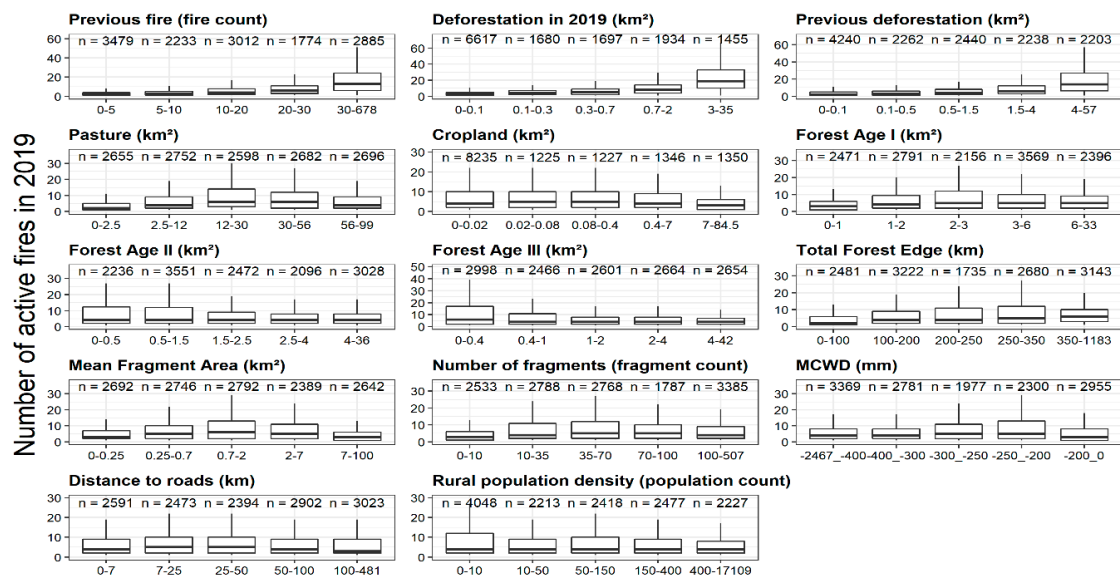 Number of active fires in 2019
Previous fire (fire count)
n = 3479 n = 2233 n = 3012 n = 1774 n = 2885
60
40
20
0
0-5 5-10 10-20 20-30 30-678
Deforestation in 2019 (km²)
n = 6617 n = 1680 n = 1697 n = 1934 n = 1455
60
40
20
0
0-0.1 0.1-0.3 0.3-0.7 0.7-2 3-35
Previous deforestation (km²)
n = 4240 n = 2262 n = 2440 n = 2238 n = 2203
60
40
20
0
0-0.1 0.1-0.5 0.5-1.5 1.5-4 4-57
Pasture (km²)
n = 2655 n = 2752 n = 2598 n = 2682 n = 2696
30
20
10
0
0-2.5 2.5-12 12-30 30-56 56-99
Cropland (km²)
n = 8235 n = 1225 n = 1227 n = 1346 n = 1350
30
20
10
0
0-0.02 0.02-0.08 0.08-0.4 0.4-7 7-84.5
Forest Age I (km²)
n = 2471 n = 2791 n = 2156 n = 3569 n = 2396
30
20
10
0
0-1 1-2 2-3 3-6 6-33
Forest Age II (km²)
n = 2236 n = 3551 n = 2472 n = 2096 n = 3028
30
20
10
0
0-0.5 0.5-1.5 1.5-2.5 2.5-4 4-36
Forest Age III (km²)
n = 2998 n = 2466 n = 2601 n = 2664 n = 2654
50
40
30
20
10
0
0-0.4 0.4-1 1-2 2-4 4-42
Total Forest Edge (km)
n = 2481 n = 3222 n = 1735 n = 2680 n = 3143
30
20
10
0
0-100 100-200 200-250 250-350 350-1183
Mean Fragment Area (km²)
n = 2692 n = 2746 n = 2792 n = 2389 n = 2642
30
20
10
0
0-0.25 0.25-0.7 0.7-2 2-7 7-100
Number of fragments (fragment count)
n = 2533 n = 2788 n = 2768 n = 1787 n = 3385
30
20
10
0
0-10 10-35 35-70 70-100 100-507
MCWD (mm)
n = 3369 n = 2781 n = 1977 n = 2300 n = 2955
30
20
10
0
-2467_-400 -400_-300 -300_-250 -250_-200 -200_0
Distance to roads (km)
n = 2591 n = 2473 n = 2394 n = 2902 n = 3023
30
20
10
0
0-7 7-25 25-50 50-100 100-481
Rural population density (population count)
n = 4048 n = 2213 n = 2418 n = 2477 n = 2227
30
20
10
0
0-10 10-50 50-150 150-400 400-17109